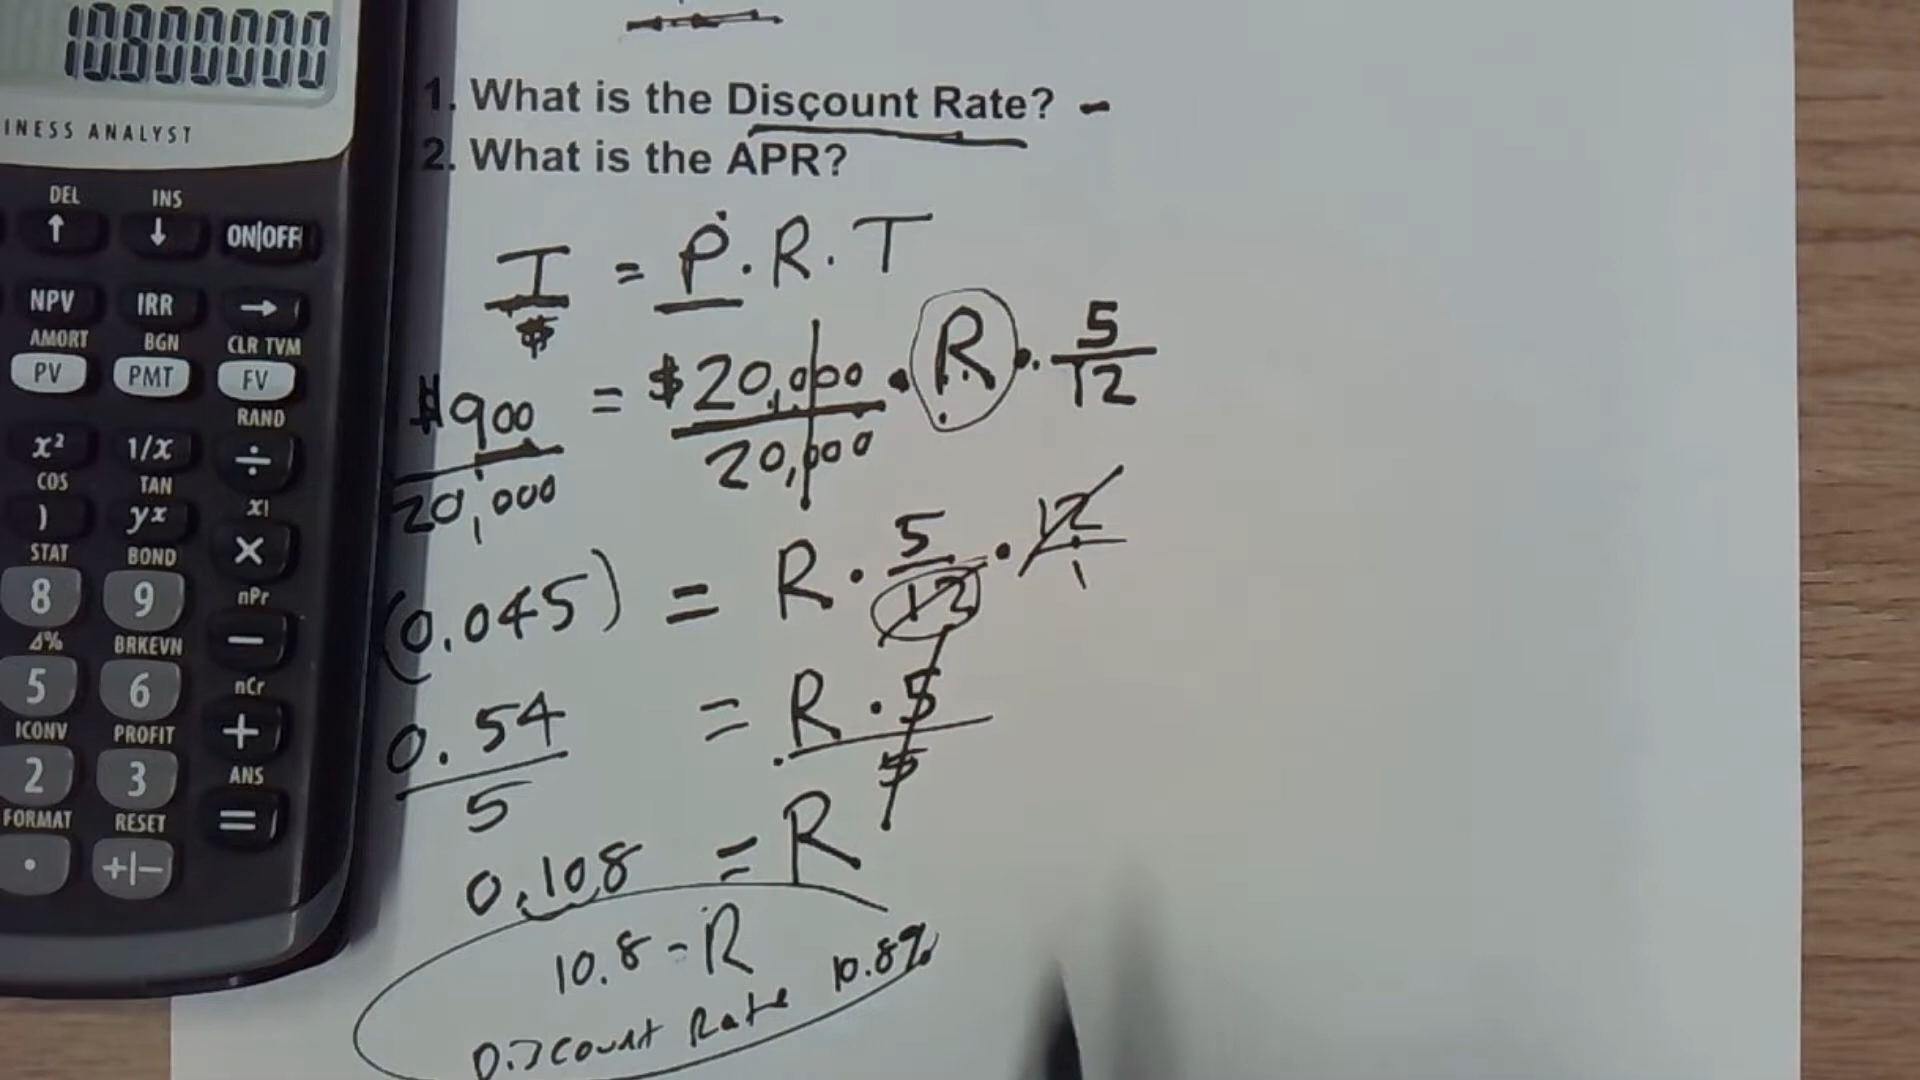 10.800000
INESS ANALYST
DEL INS
↑ ↓ ON|OFF
NPV IRR →
AMORT BGN CLR TVM
PV PMT FV
RAND
x² 1/x ÷
COS TAN x!
) yx ×
STAT BOND
8 9 nPr
Δ% BRKEVN −
5 6 nCr
ICONV PROFIT +
2 3 ANS
FORMAT RESET =
. +|−
1. What is the Discount Rate? -
2. What is the APR?
I = P . R . T
$
$900 = $20,000 . R . 5/12
20,000 20,000
(0.045) = R . 5/12 . 12/1
0.54 = R . 5
5 5
0.108 = R
10.8 = R
Discount Rate 10.8%